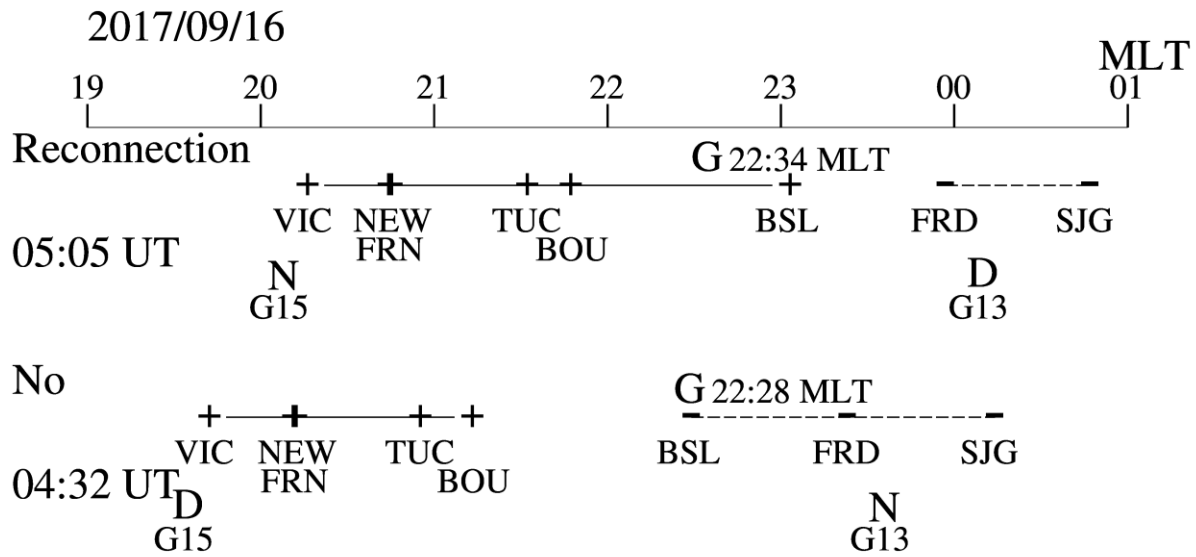 2017/09/16
MLT
19 20 21 22 23 00 01
Reconnection
G 22:34 MLT
+ + + + + - -
VIC NEW TUC BSL FRD SJG
FRN BOU
05:05 UT
N D
G15 G13
No
G 22:28 MLT
+ + + + - - -
VIC NEW TUC BSL FRD SJG
FRN BOU
04:32 UT
D N
G15 G13